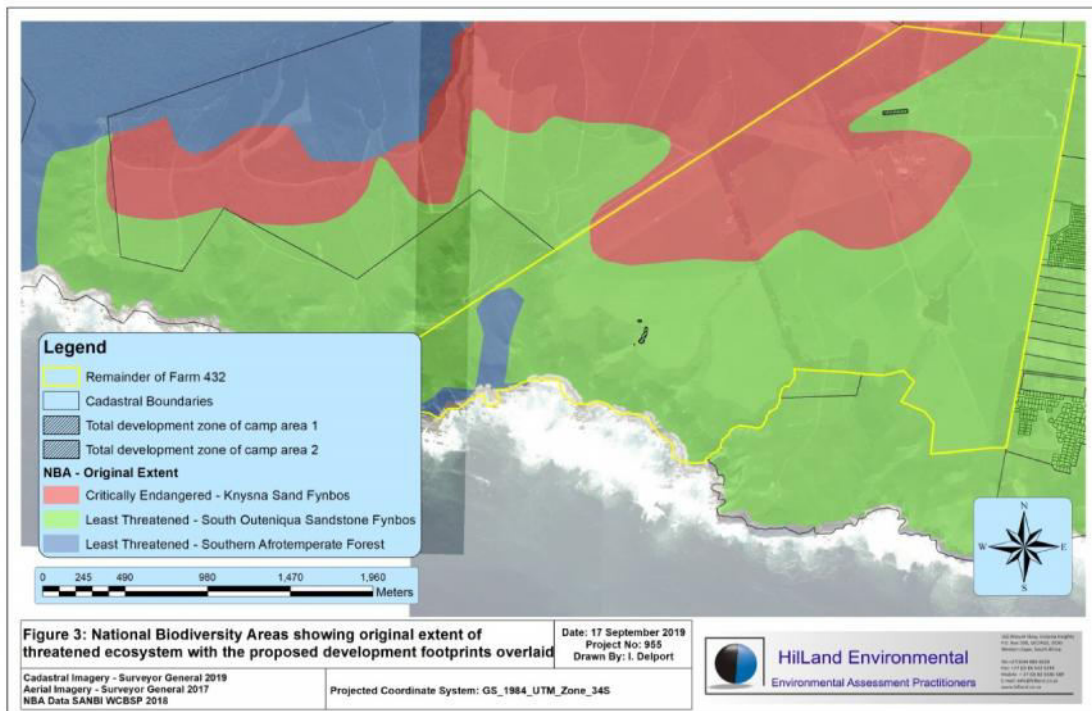 Legend
Remainder of Farm 432
Cadastral Boundaries
Total development zone of camp area 1
Total development zone of camp area 2
NBA - Original Extent
Critically Endangered - Knysna Sand Fynbos
Least Threatened - South Outeniqua Sandstone Fynbos
Least Threatened - Southern Afrotemperate Forest
0 245 490 980 1,470 1,960
Meters
N
W E
S
Figure 3: National Biodiversity Areas showing original extent of
threatened ecosystem with the proposed development footprints overlaid
Date: 17 September 2019
Project No: 955
Drawn By: I. Delport
Cadastral Imagery - Surveyor General 2019
Aerial Imagery - Surveyor General 2017
NBA Data SANBI WCBSP 2018
Projected Coordinate System: GS_1984_UTM_Zone_34S
HilLand Environmental
Environmental Assessment Practitioners